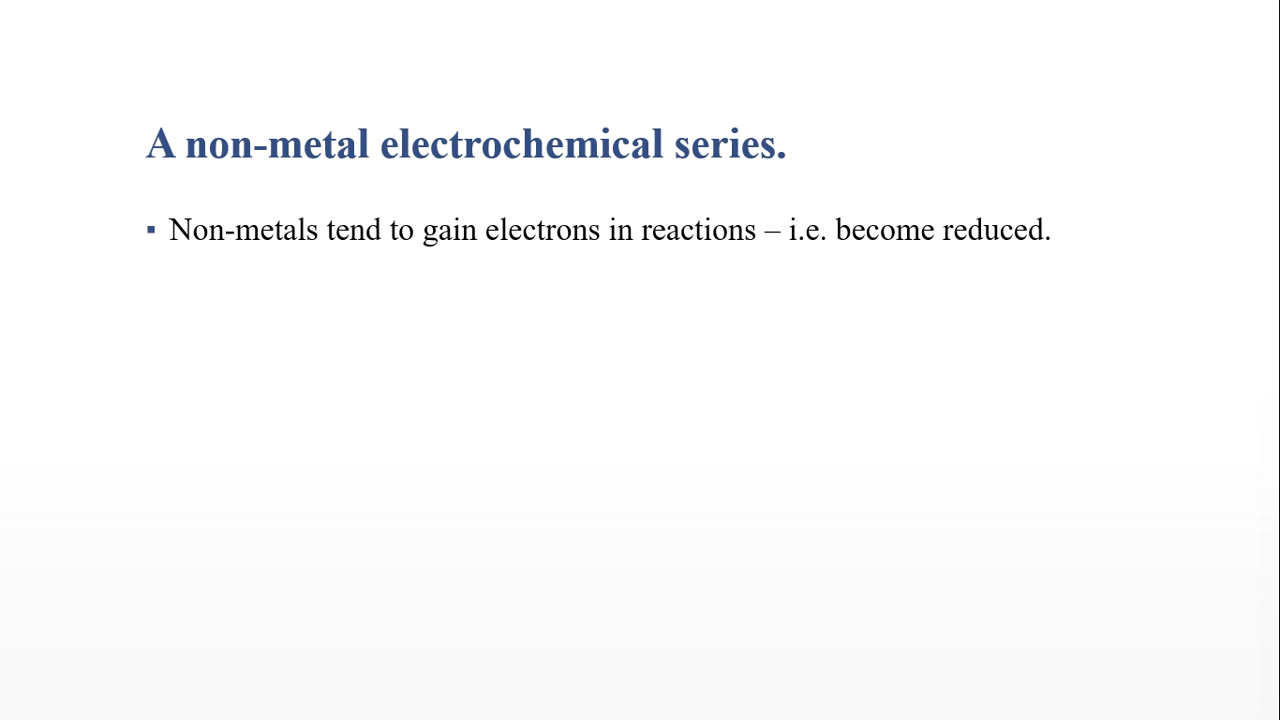 A non-metal electrochemical series.
▪ Non-metals tend to gain electrons in reactions – i.e. become reduced.